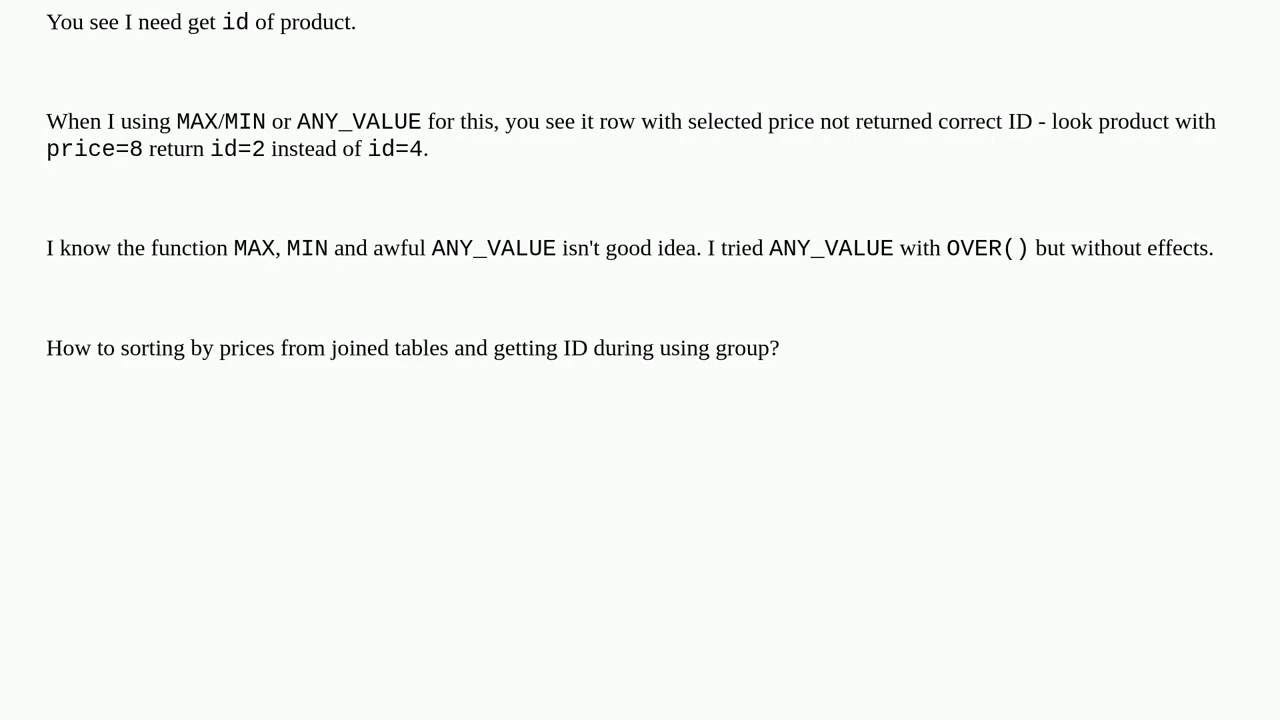 You see I need get id of product.
When I using MAX/MIN or ANY_VALUE for this, you see it row with selected price not returned correct ID - look product with
price=8 return id=2 instead of id=4.
I know the function MAX, MIN and awful ANY_VALUE isn't good idea. I tried ANY_VALUE with OVER() but without effects.
How to sorting by prices from joined tables and getting ID during using group?